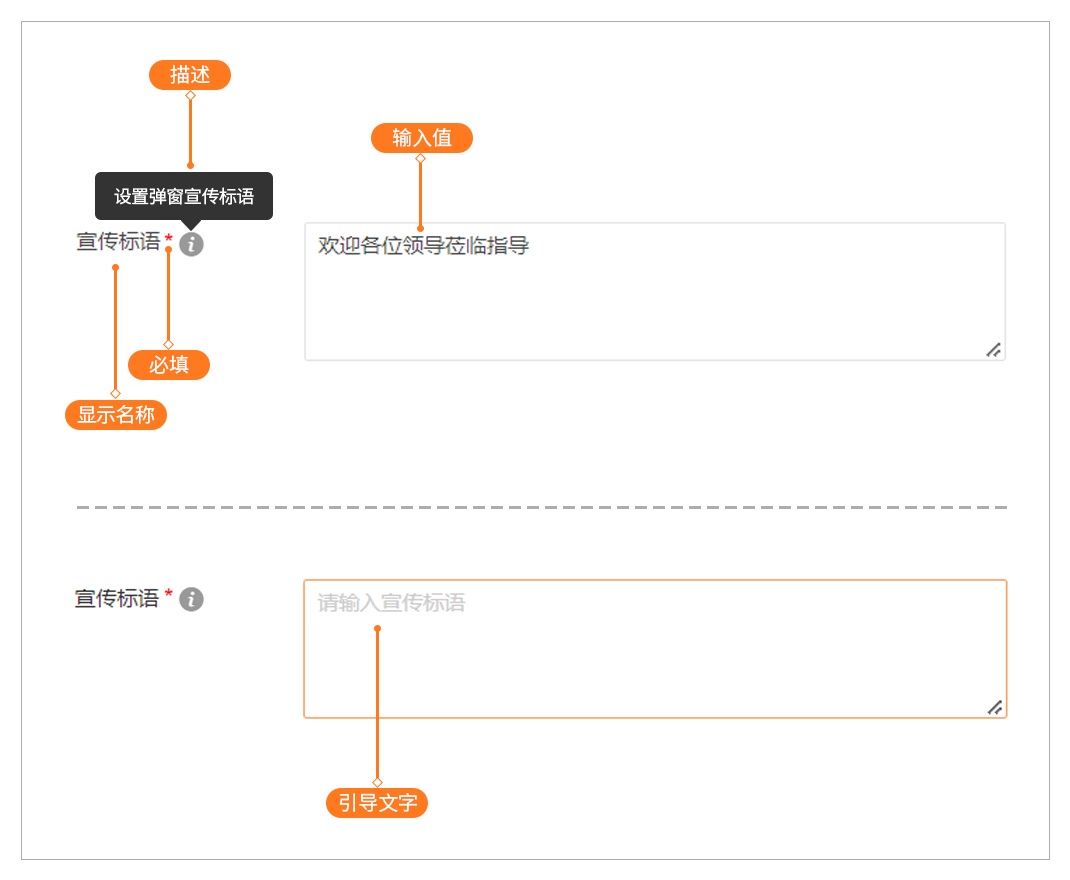 描述
输入值
设置弹窗宣传标语
宣传标语 *
欢迎各位领导莅临指导
必填
显示名称
宣传标语 *
请输入宣传标语
引导文字